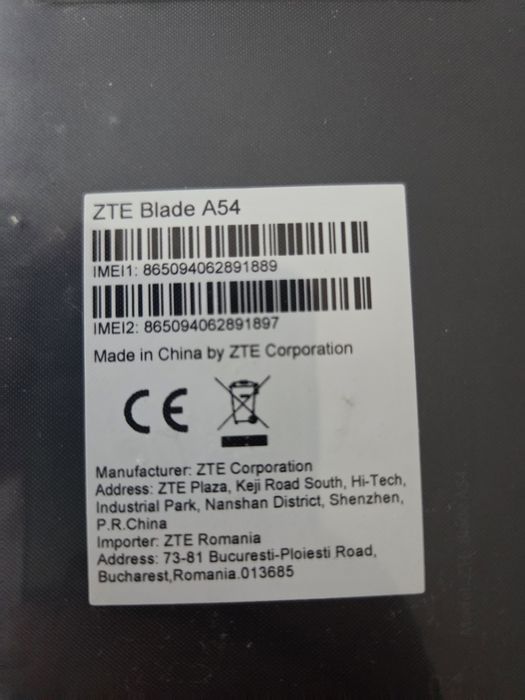 ZTE Blade A54
IMEI1: 865094062891889
IMEI2: 865094062891897
Made in China by ZTE Corporation
CE
Manufacturer: ZTE Corporation
Address: ZTE Plaza, Keji Road South, Hi-Tech,
Industrial Park, Nanshan District, Shenzhen,
P.R.China
Importer: ZTE Romania
Address: 73-81 Bucuresti-Ploiesti Road,
Bucharest,Romania.013685